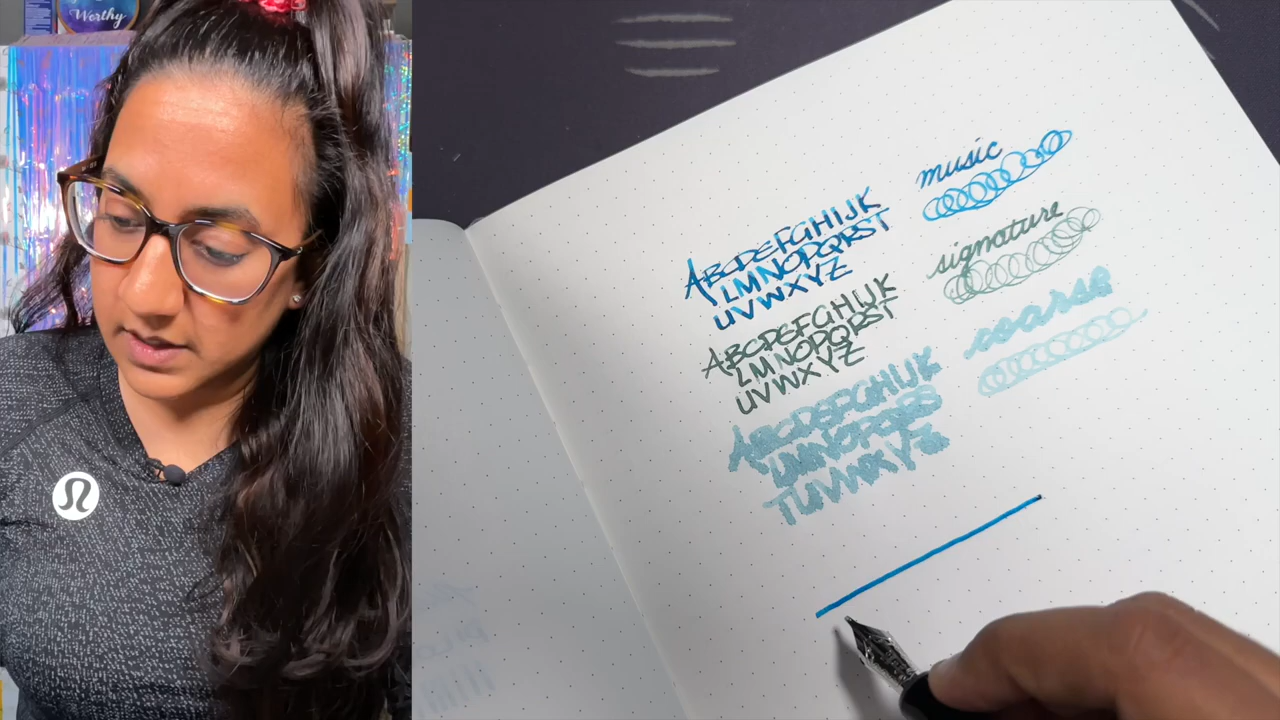 Worthy
music
ABCDEFGHIJK
LMNOPQRST
UVWXYZ
signature
ABCDEFGHIJK
LMNOPQRST
UVWXYZ
coarse
ABCDEFGHIJK
LMNOPQRS
TUVWXYZ